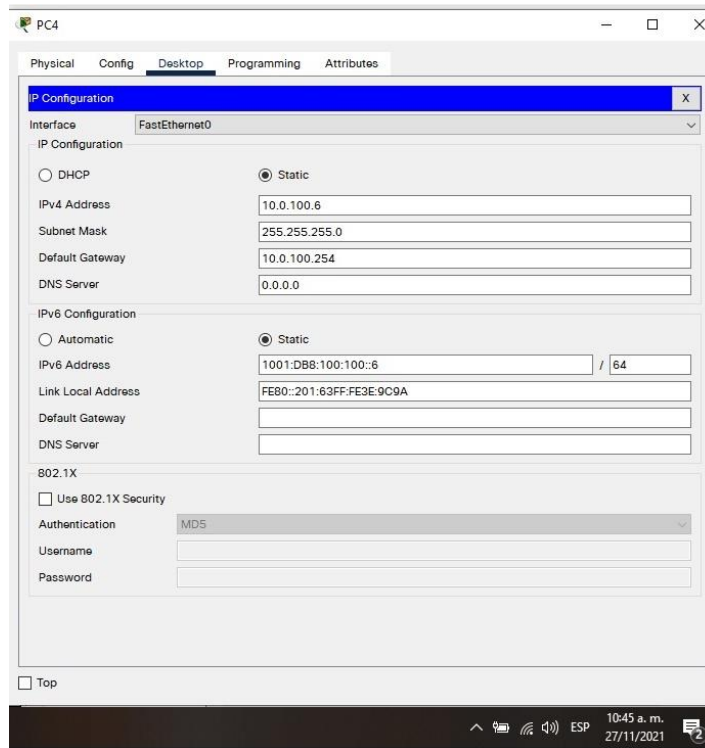 PC4
Physical Config Desktop Programming Attributes
IP Configuration X
Interface FastEthernet0
IP Configuration
DHCP Static
IPv4 Address 10.0.100.6
Subnet Mask 255.255.255.0
Default Gateway 10.0.100.254
DNS Server 0.0.0.0
IPv6 Configuration
Automatic Static
IPv6 Address 1001:DB8:100:100::6 / 64
Link Local Address FE80::201:63FF:FE3E:9C9A
Default Gateway
DNS Server
802.1X
Use 802.1X Security
Authentication MD5
Username
Password
Top
ESP 10:45 a. m.
27/11/2021 2